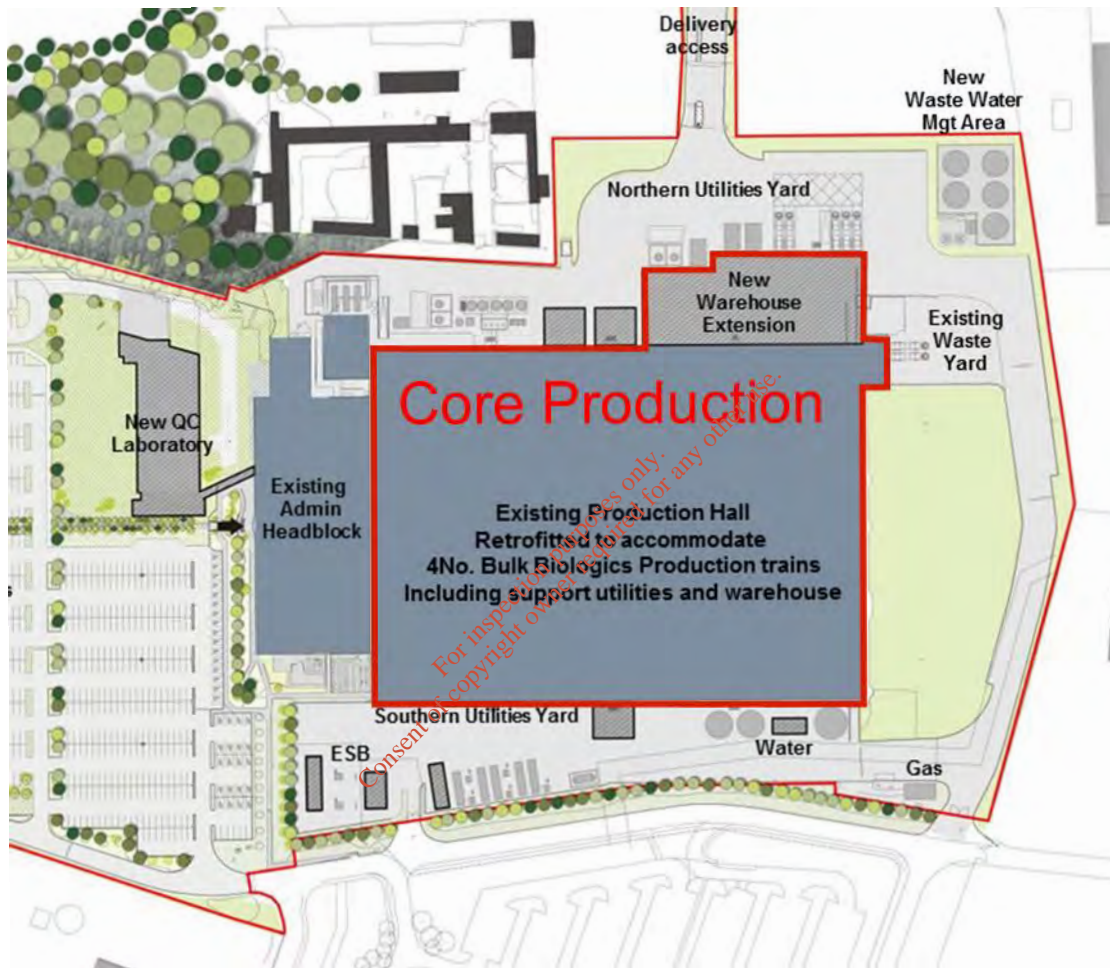 Delivery
access
New
Waste Water
Mgt Area
Northern Utilities Yard
New
Warehouse
Extension
Existing
Waste
Yard
Core Production
New QC
Laboratory
Existing
Admin
Headblock
Existing Production Hall
Retrofitted to accommodate
4No. Bulk Biologics Production trains
Including support utilities and warehouse
For inspection purposes only.
Consent of copyright owner required for any other use.
Southern Utilities Yard
ESB
Water
Gas